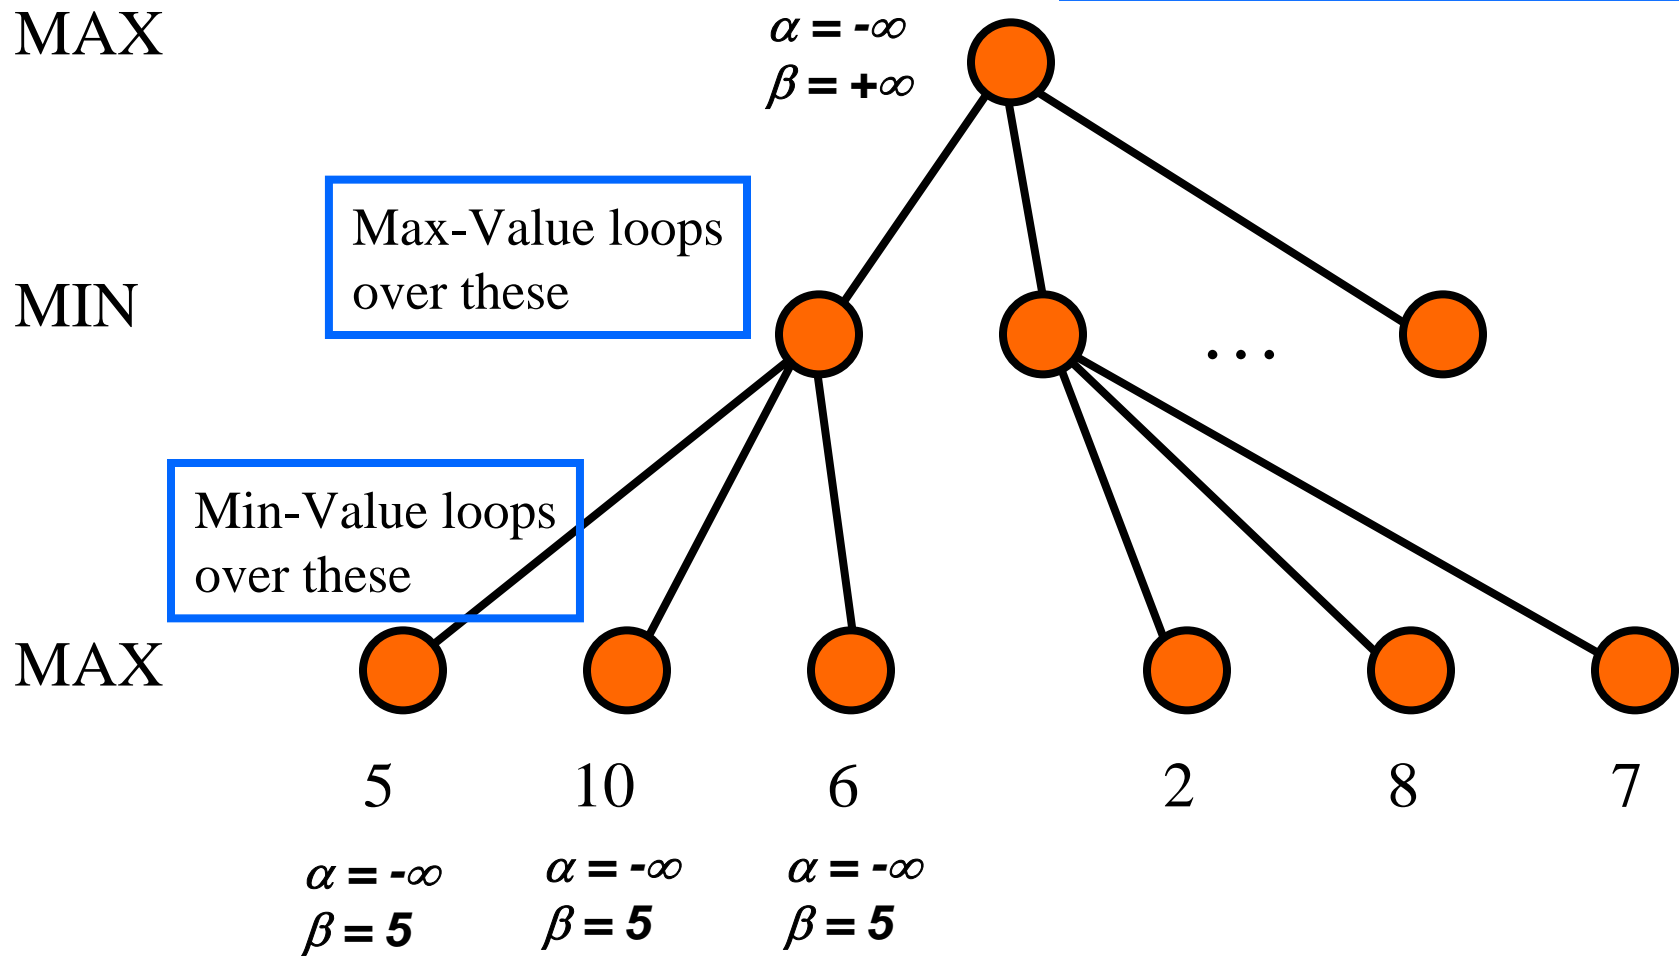 MAX
α = -∞
β = +∞
Max-Value loops
over these
MIN
...
Min-Value loops
over these
MAX
5 10 6 2 8 7
α = -∞ α = -∞ α = -∞
β = 5 β = 5 β = 5